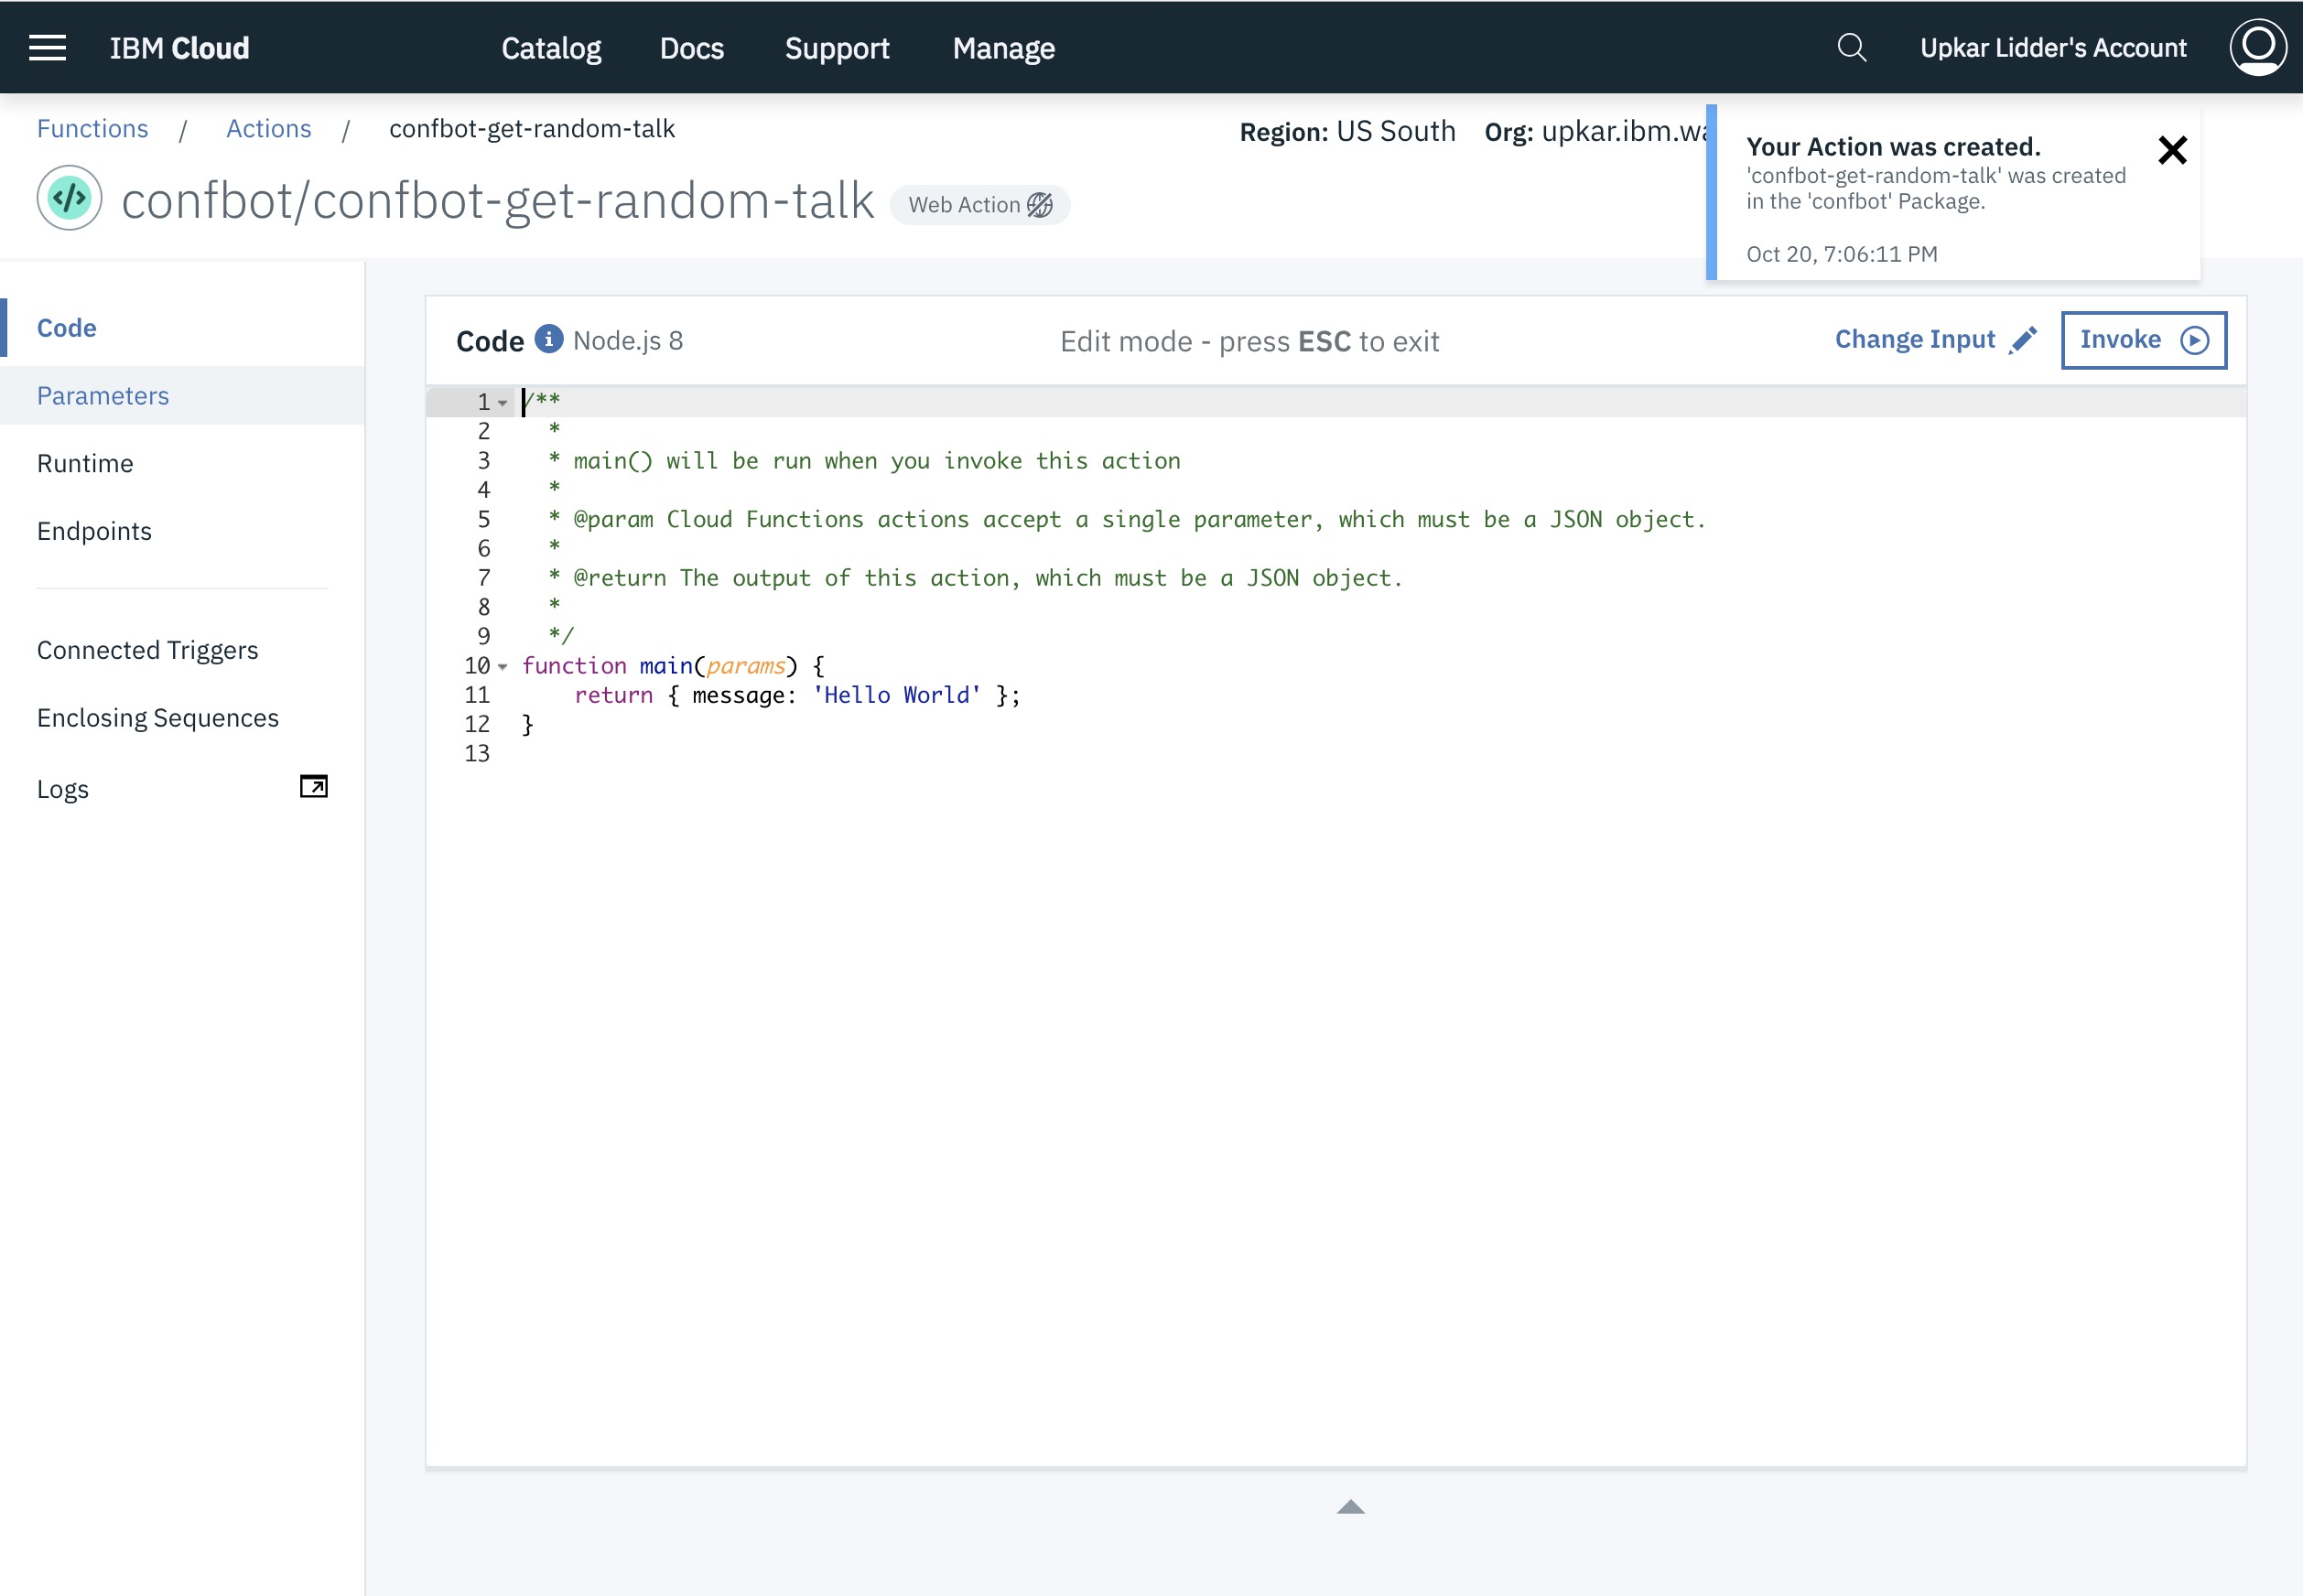 IBM Cloud Catalog Docs Support Manage Upkar Lidder's Account
Functions / Actions / confbot-get-random-talk
Region: US South Org:
confbot/confbot-get-random-talk Web Action
Your Action was created.
'confbot-get-random-talk' was created
in the 'confbot' Package.
Oct 20, 7:06:11 PM
Code
Parameters
Runtime
Endpoints
Connected Triggers
Enclosing Sequences
Logs
Code Node.js 8 Edit mode - press ESC to exit Change Input Invoke
1 /**
2 *
3 * main() will be run when you invoke this action
4 *
5 * @param Cloud Functions actions accept a single parameter, which must be a JSON object.
6 *
7 * @return The output of this action, which must be a JSON object.
8 *
9 */
10 function main(params) {
11 return { message: 'Hello World' };
12 }
13